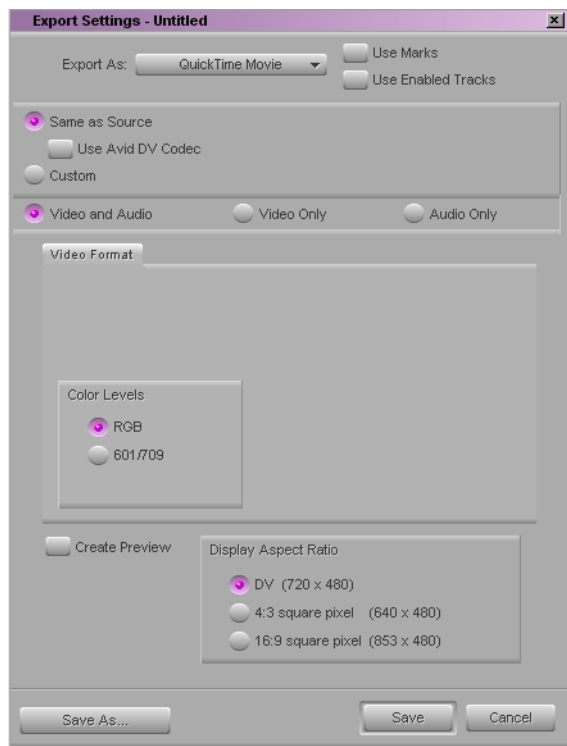 Export Settings - Untitled
Export As: QuickTime Movie
Use Marks
Use Enabled Tracks
Same as Source
Use Avid DV Codec
Custom
Video and Audio Video Only Audio Only
Video Format
Color Levels
RGB
601/709
Create Preview
Display Aspect Ratio
DV (720 x 480)
4:3 square pixel (640 x 480)
16:9 square pixel (853 x 480)
Save As... Save Cancel